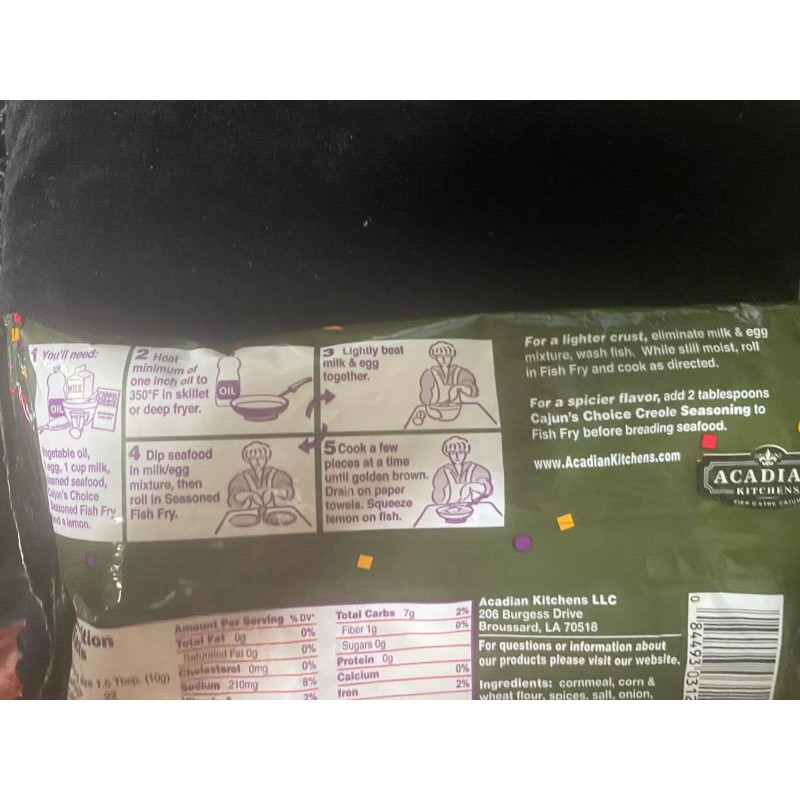 1 You'll need:
OIL
MILK
Vegetable oil,
egg, 1 cup milk,
seafood,
Cajun's Choice
Seasoned Fish Fry
and a lemon.
2 Heat
minimum of
one inch oil to
350°F in skillet
or deep fryer.
OIL
3 Lightly beat
milk & egg
together.
4 Dip seafood
in milk/egg
mixture, then
roll in Seasoned
Fish Fry.
5 Cook a few
pieces at a time
until golden brown.
Drain on paper
towels. Squeeze
lemon on fish.
For a lighter crust, eliminate milk & egg
mixture, wash fish. While still moist, roll
in Fish Fry and cook as directed.
For a spicier flavor, add 2 tablespoons
Cajun's Choice Creole Seasoning to
Fish Fry before breading seafood.
www.AcadianKitchens.com
ACADIA
KITCHENS
Size 1.5 Tbsp. (10g)
Amount Per Serving % DV*
Total Fat 0g 0%
Saturated Fat 0g 0%
Cholesterol 0mg 0%
Sodium 210mg 8%
Total Carbs 7g 2%
Fiber 1g 0%
Sugars 0g
Protein 0g
Calcium 0%
Iron 2%
Acadian Kitchens LLC
206 Burgess Drive
Broussard, LA 70518
For questions or information about
our products please visit our website.
Ingredients: cornmeal, corn &
wheat flour, spices, salt, onion,
0 84493 031